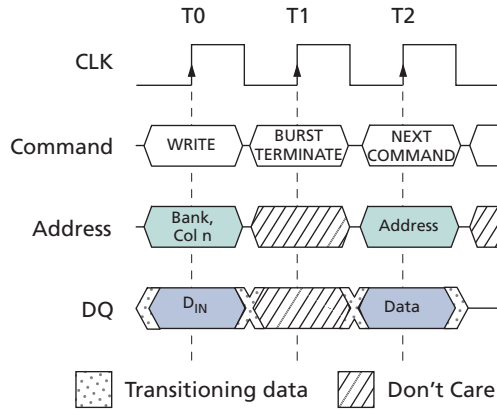 T0 T1 T2
CLK
Command WRITE BURST TERMINATE NEXT COMMAND
Address Bank, Col n Address
DQ DIN Data
Transitioning data Don't Care